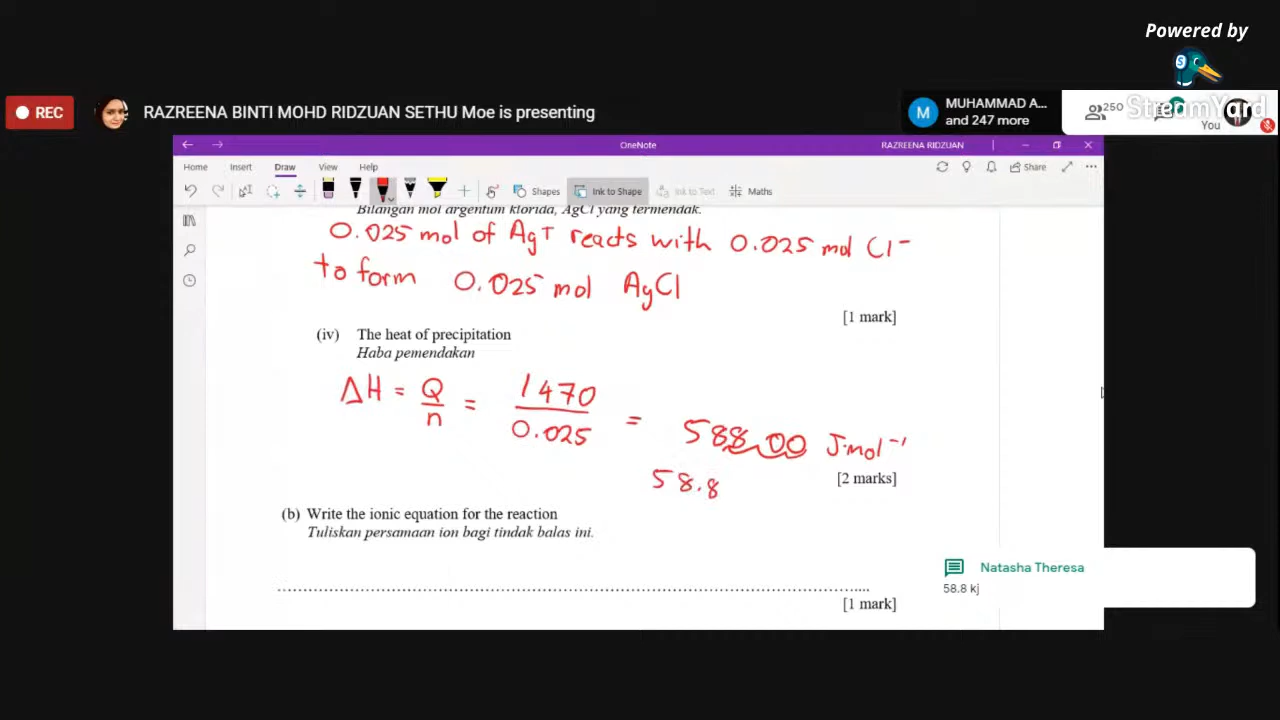 Powered by
S
StreamYard
REC
RAZREENA BINTI MOHD RIDZUAN SETHU Moe is presenting
M
MUHAMMAD A...
and 247 more
250
You
OneNote
RAZREENA RIDZUAN
Home Insert Draw View Help
Share
Shapes
Ink to Shape
Ink to Text
Maths
Bilangan mol argentum klorida, AgCl yang termendak.
0.025 mol of Ag+ reacts with 0.025 mol Cl-
to form 0.025 mol AgCl
[1 mark]
(iv) The heat of precipitation
Haba pemendakan
ΔH = Q/n = 1470/0.025 = 58800 J.mol⁻¹
58.8
[2 marks]
(b) Write the ionic equation for the reaction
Tuliskan persamaan ion bagi tindak balas ini.
[1 mark]
Natasha Theresa
58.8 kj